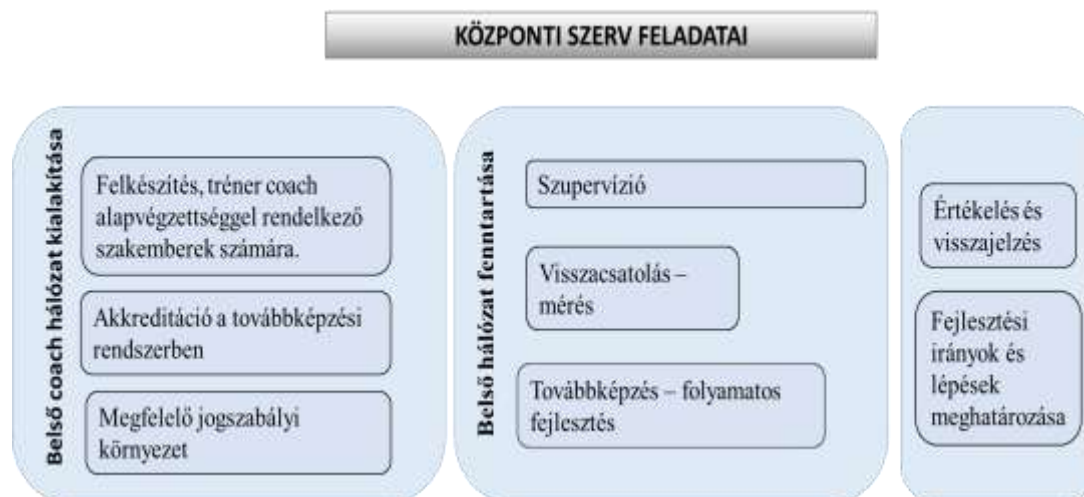 KÖZPONTI SZERV FELADATAI
Belső coach hálózat kialakítása
Felkészítés, tréner coach
alapvégzettséggel rendelkező
szakemberek számára.
Akkreditáció a továbbképzési
rendszerben
Megfelelő jogszabályi
környezet
Belső hálózat fenntartása
Szupervízió
Visszacsatolás –
mérés
Továbbképzés – folyamatos
fejlesztés
Értékelés és
visszajelzés
Fejlesztési
irányok és
lépések
meghatározása